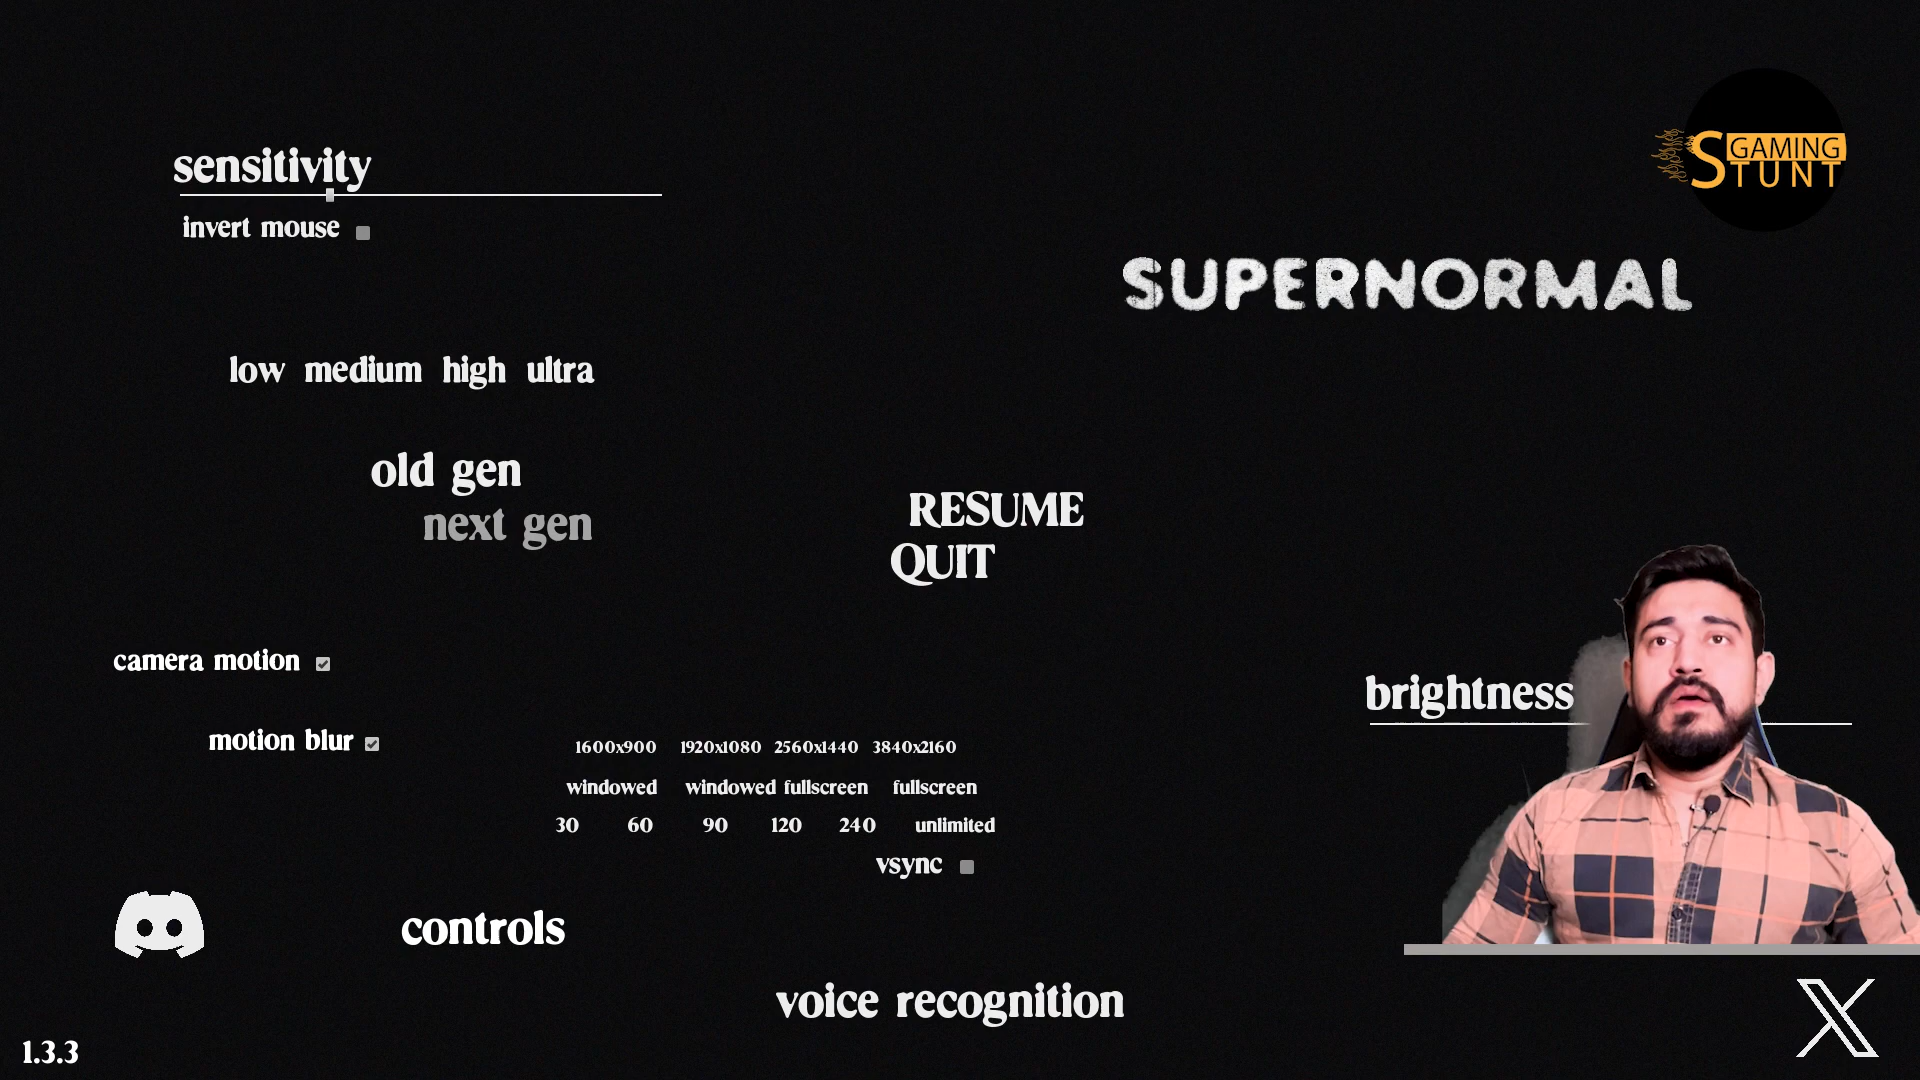 sensitivity
invert mouse
GAMING
STUNT
SUPERNORMAL
low medium high ultra
old gen
next gen
RESUME
QUIT
camera motion
brightness
motion blur
1600x900 1920x1080 2560x1440 3840x2160
windowed windowed fullscreen fullscreen
30 60 90 120 240 unlimited
vsync
controls
voice recognition
1.3.3